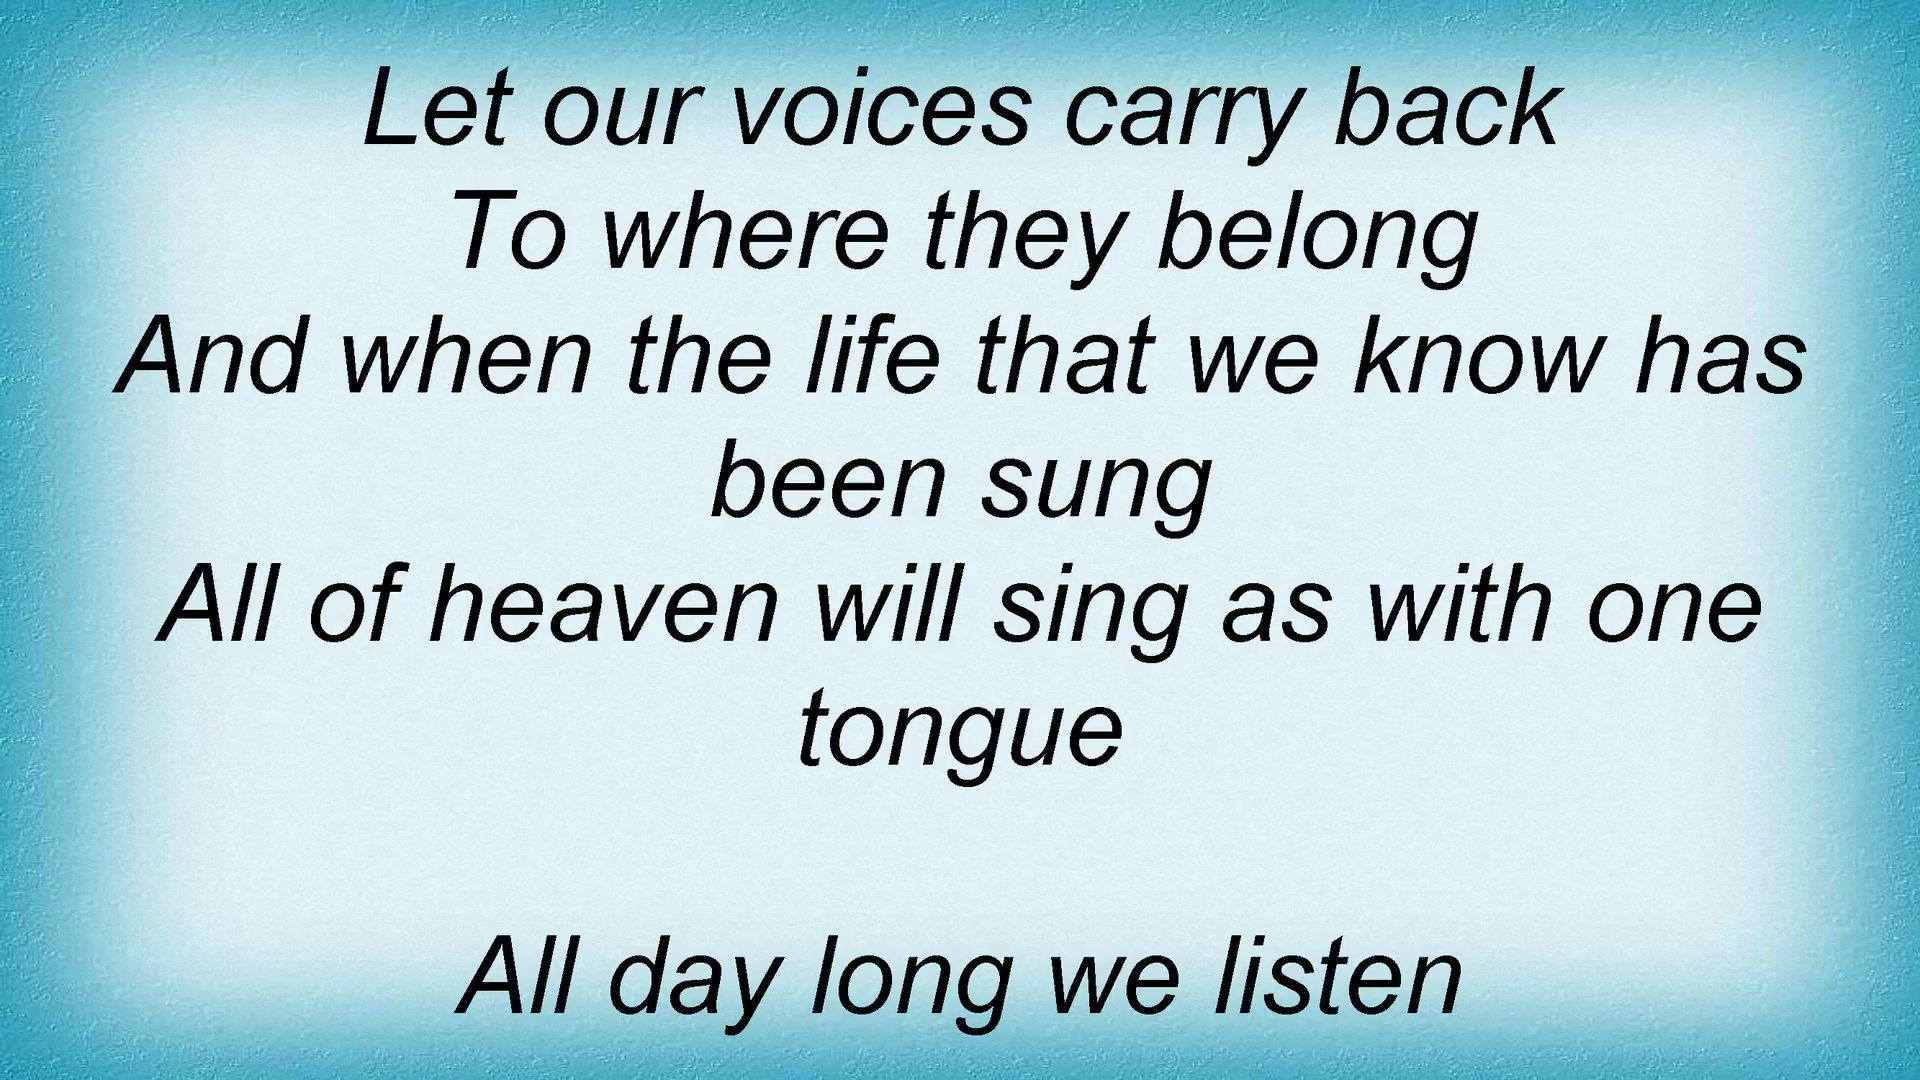 Let our voices carry back
To where they belong
And when the life that we know has
been sung
All of heaven will sing as with one
tongue
All day long we listen